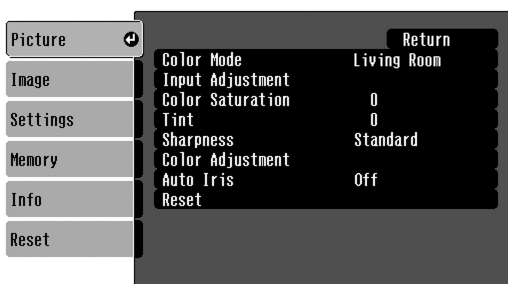 Picture
Image
Settings
Memory
Info
Reset
Return
Color Mode Living Room
Input Adjustment
Color Saturation 0
Tint 0
Sharpness Standard
Color Adjustment
Auto Iris Off
Reset